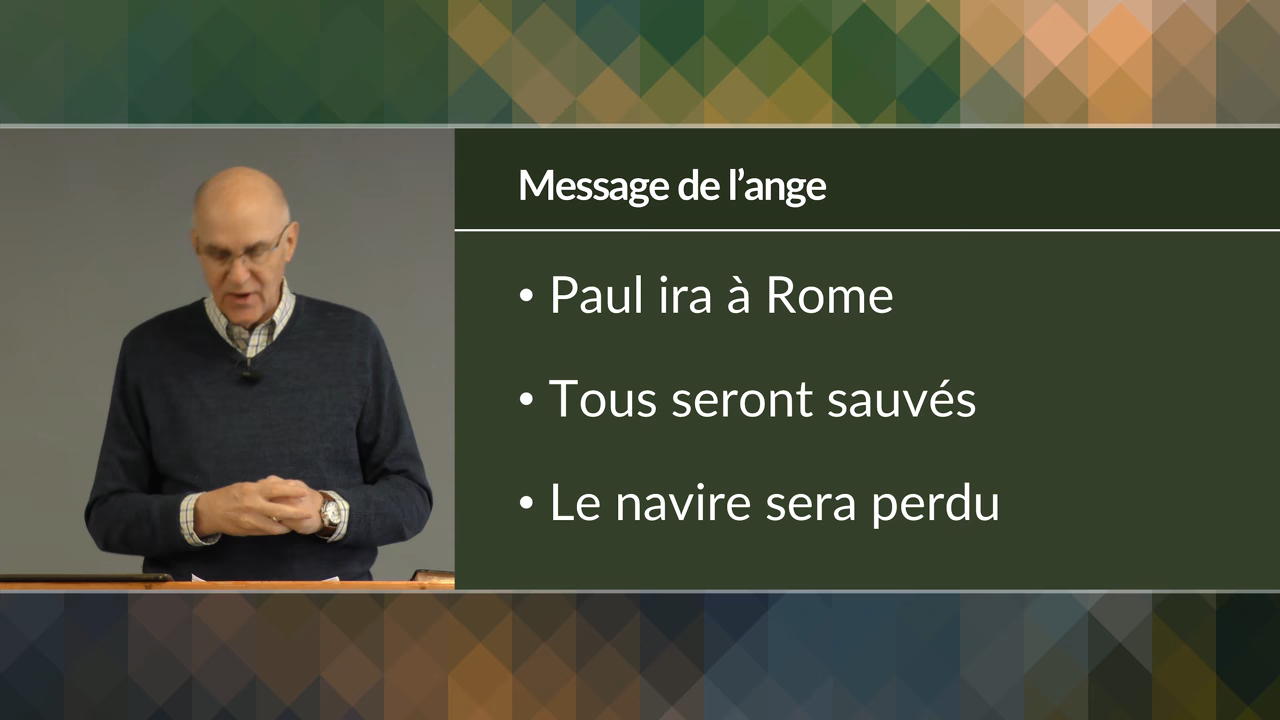 Message de l’ange
• Paul ira à Rome
• Tous seront sauvés
• Le navire sera perdu